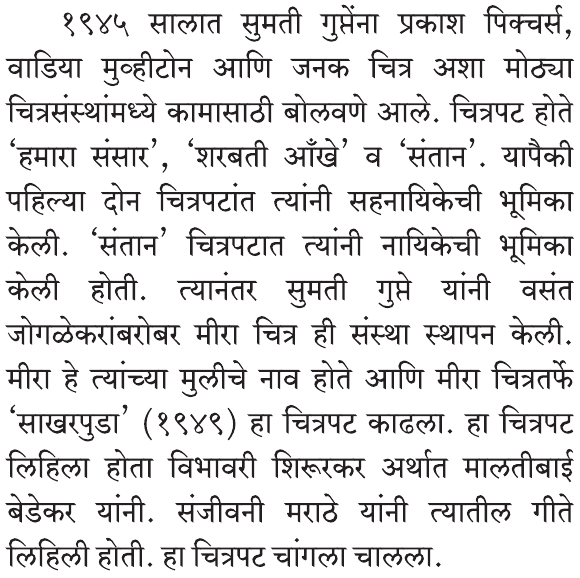 १९४५ सालात सुमती गुप्तेंना प्रकाश पिक्चर्स,
वाडिया मुव्हीटोन आणि जनक चित्र अशा मोठ्या
चित्रसंस्थांमध्ये कामासाठी बोलवणे आले. चित्रपट होते
‘हमारा संसार’, ‘शरबती आँखे’ व ‘संतान’. यापैकी
पहिल्या दोन चित्रपटांत त्यांनी सहनायिकेची भूमिका
केली. ‘संतान’ चित्रपटात त्यांनी नायिकेची भूमिका
केली होती. त्यानंतर सुमती गुप्ते यांनी वसंत
जोगळेकरांबरोबर मीरा चित्र ही संस्था स्थापन केली.
मीरा हे त्यांच्या मुलीचे नाव होते आणि मीरा चित्रतर्फे
‘साखरपुडा’ (१९४९) हा चित्रपट काढला. हा चित्रपट
लिहिला होता विभावरी शिरूरकर अर्थात मालतीबाई
बेडेकर यांनी. संजीवनी मराठे यांनी त्यातील गीते
लिहिली होती. हा चित्रपट चांगला चालला.